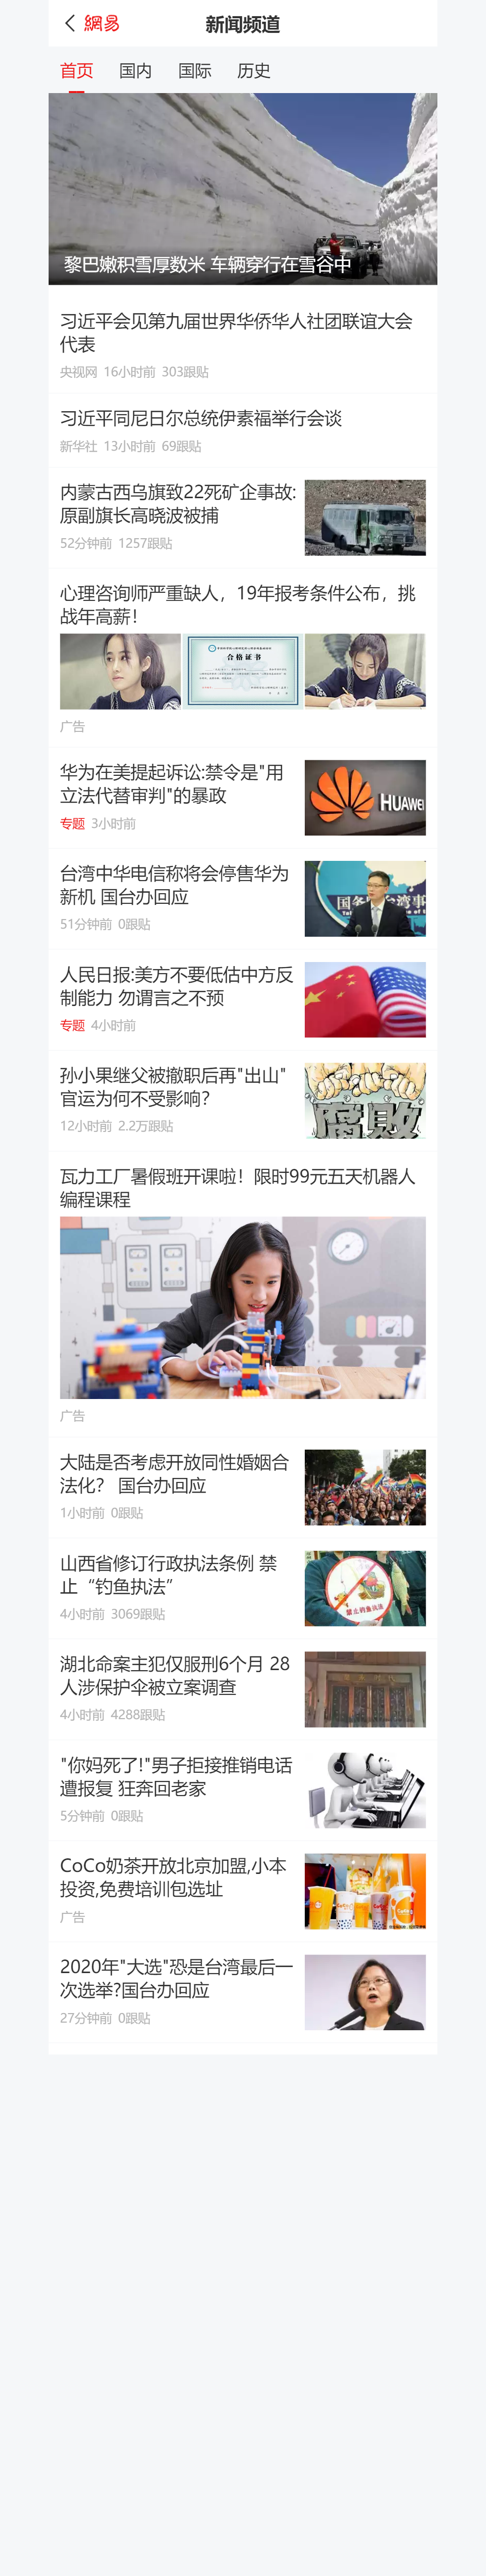 網易
新闻频道
首页 国内 国际 历史
黎巴嫩积雪厚数米 车辆穿行在雪谷中
习近平会见第九届世界华侨华人社团联谊大会
代表
央视网 16小时前 303跟贴
习近平同尼日尔总统伊素福举行会谈
新华社 13小时前 69跟贴
内蒙古西乌旗致22死矿企事故:
原副旗长高晓波被捕
52分钟前 1257跟贴
心理咨询师严重缺人，19年报考条件公布，挑
战年高薪！
合格证书
广告
华为在美提起诉讼:禁令是"用
立法代替审判"的暴政
HUAWEI
专题 3小时前
台湾中华电信称将会停售华为
新机 国台办回应
51分钟前 0跟贴
人民日报:美方不要低估中方反
制能力 勿谓言之不预
专题 4小时前
孙小果继父被撤职后再"出山"
官运为何不受影响？
腐败
12小时前 2.2万跟贴
瓦力工厂暑假班开课啦！限时99元五天机器人
编程课程
广告
大陆是否考虑开放同性婚姻合
法化？ 国台办回应
1小时前 0跟贴
山西省修订行政执法条例 禁
止“钓鱼执法”
禁止钓鱼执法
4小时前 3069跟贴
湖北命案主犯仅服刑6个月 28
人涉保护伞被立案调查
4小时前 4288跟贴
"你妈死了!"男子拒接推销电话
遭报复 狂奔回老家
5分钟前 0跟贴
CoCo奶茶开放北京加盟,小本
投资,免费培训包选址
广告
2020年"大选"恐是台湾最后一
次选举?国台办回应
27分钟前 0跟贴